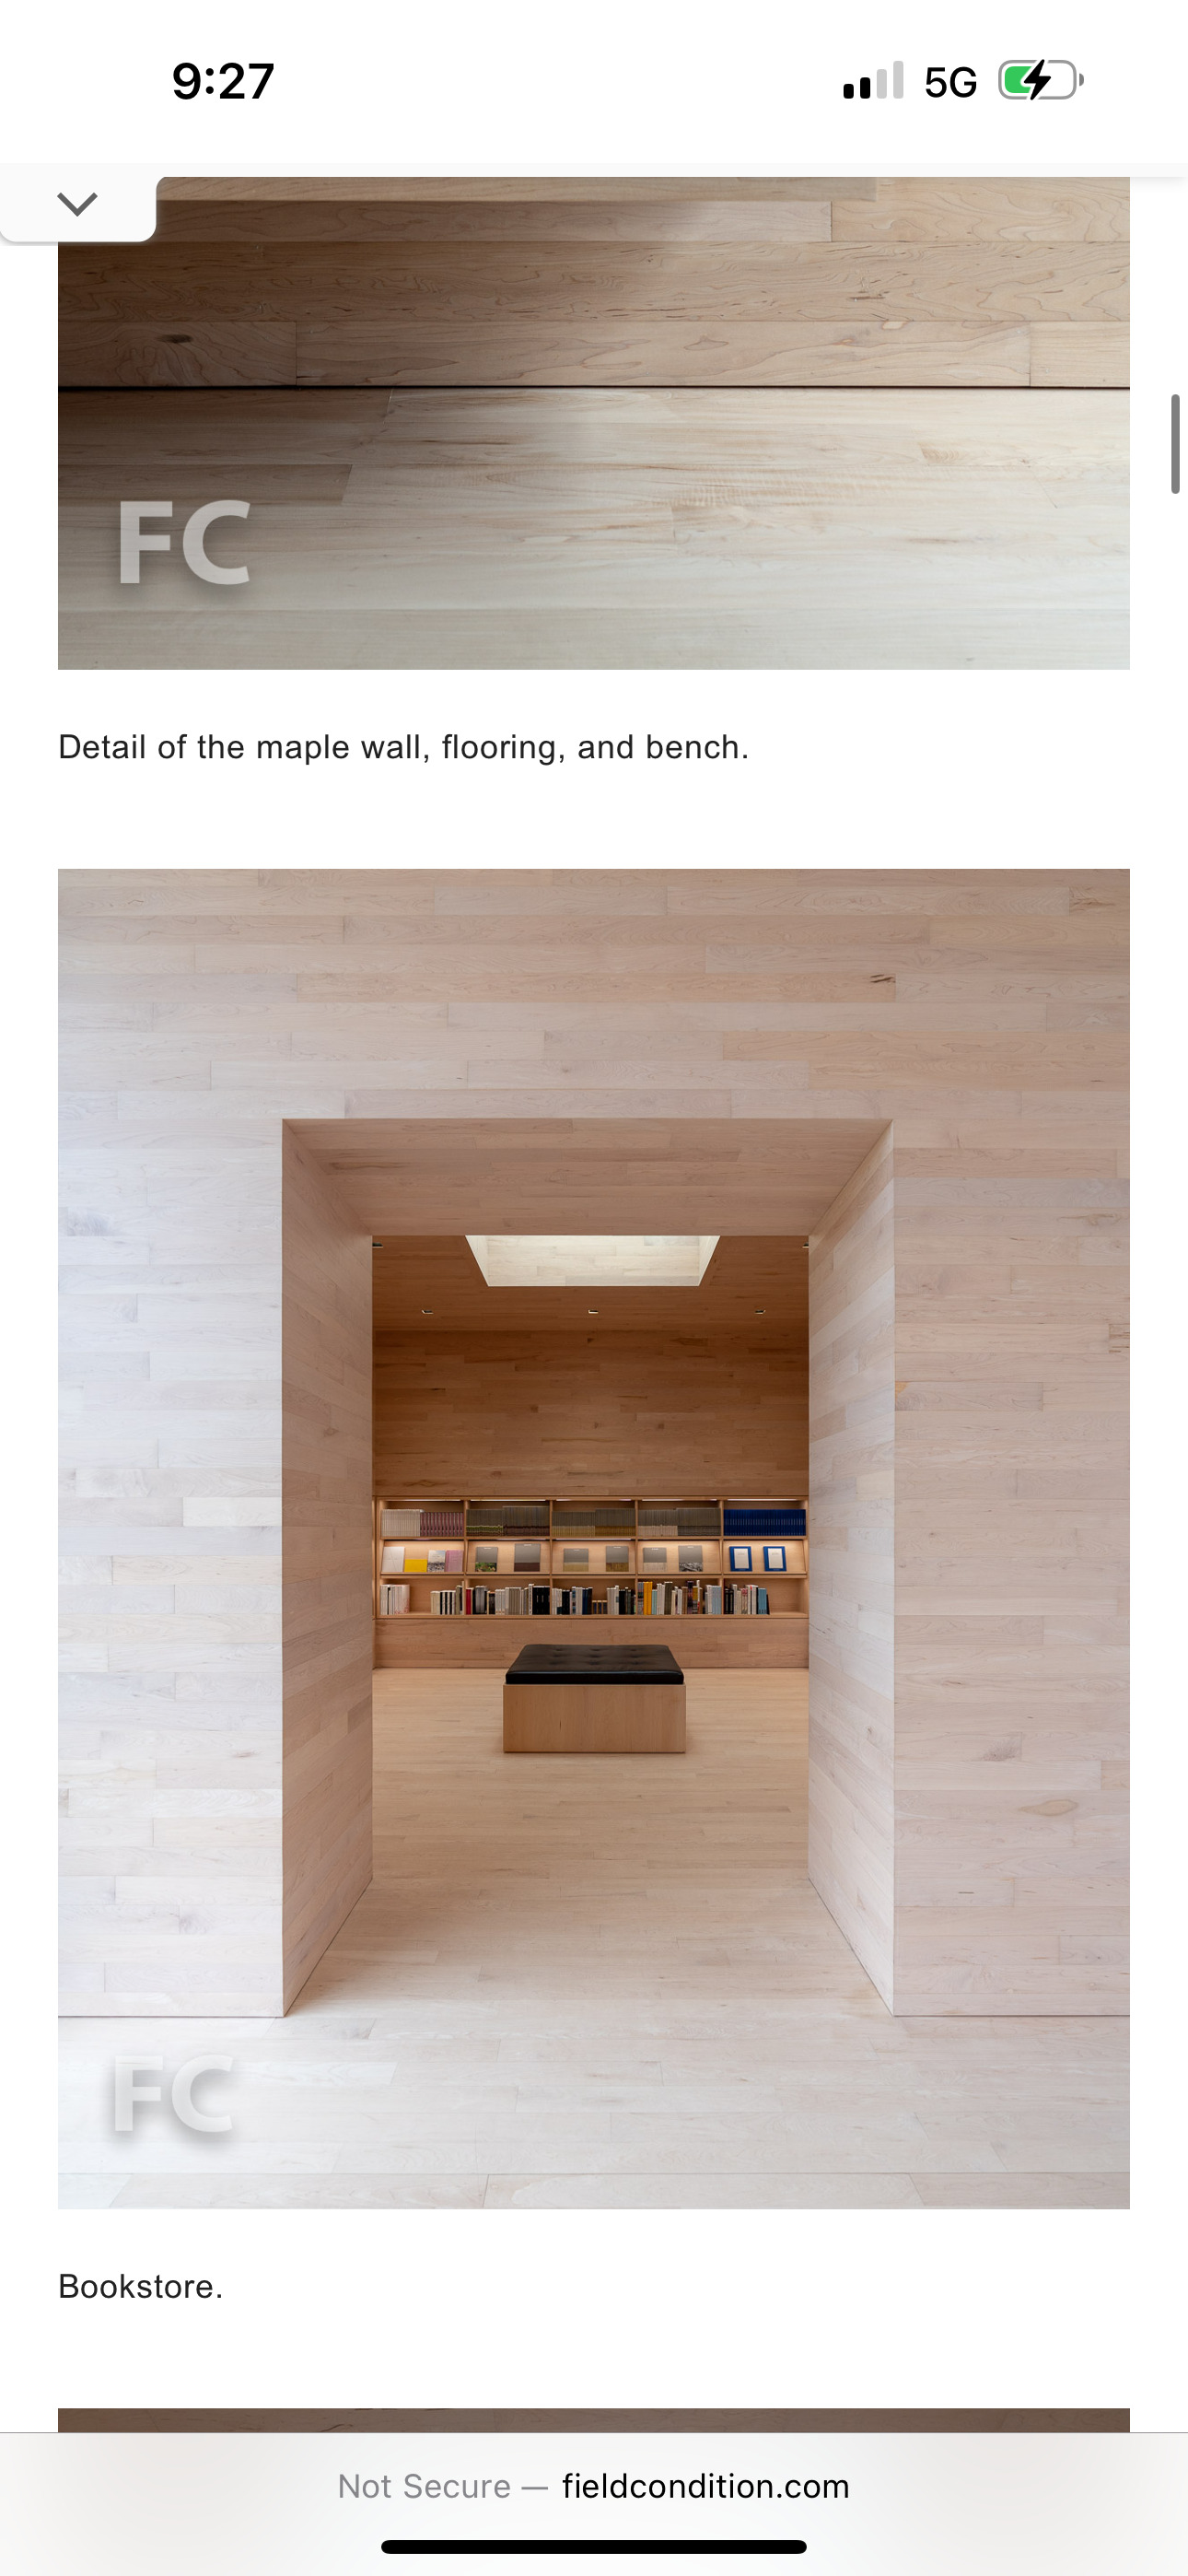 9:27
5G
FC
Detail of the maple wall, flooring, and bench.
FC
Bookstore.
Not Secure — fieldcondition.com